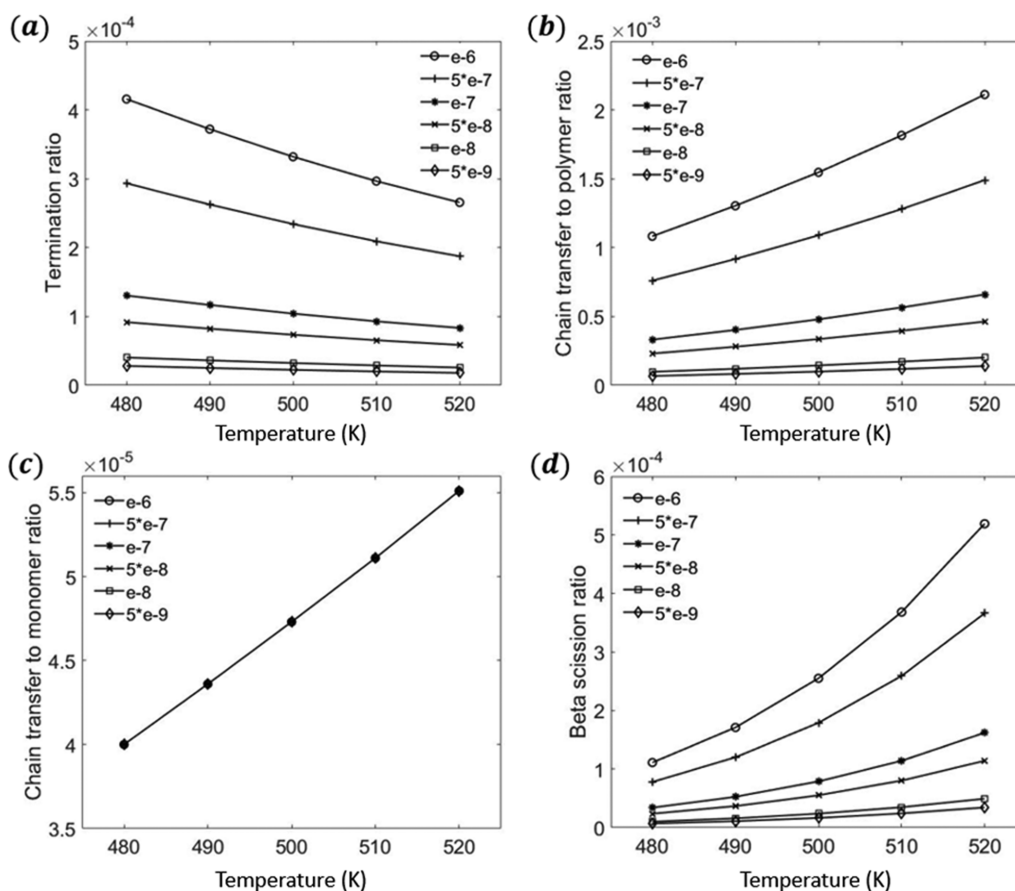 (a)
×10⁻⁴
5
4
3
2
1
0
Termination ratio
e-6
5*e-7
e-7
5*e-8
e-8
5*e-9
480 490 500 510 520
Temperature (K)
(b)
×10⁻³
2.5
2
1.5
1
0.5
0
Chain transfer to polymer ratio
e-6
5*e-7
e-7
5*e-8
e-8
5*e-9
480 490 500 510 520
Temperature (K)
(c)
×10⁻⁵
5.5
5
4.5
4
3.5
Chain transfer to monomer ratio
e-6
5*e-7
e-7
5*e-8
e-8
5*e-9
480 490 500 510 520
Temperature (K)
(d)
×10⁻⁴
6
5
4
3
2
1
0
Beta scission ratio
e-6
5*e-7
e-7
5*e-8
e-8
5*e-9
480 490 500 510 520
Temperature (K)